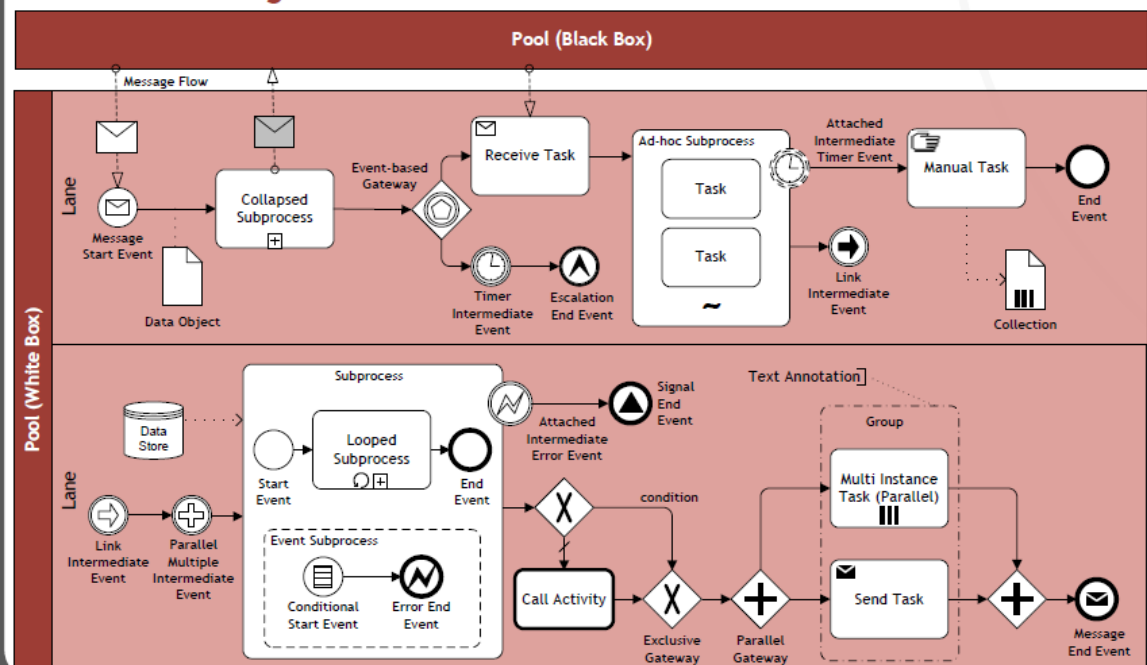 Pool (Black Box)
Message Flow
Pool (White Box)
Lane
Message
Start Event
Data Object
Collapsed
Subprocess
Event-based
Gateway
Receive Task
Timer
Intermediate
Event
Escalation
End Event
Ad-hoc Subprocess
Task
Task
~
Attached
Intermediate
Timer Event
Link
Intermediate
Event
Manual Task
Collection
End
Event
Lane
Data
Store
Link
Intermediate
Event
Parallel
Multiple
Intermediate
Event
Subprocess
Start
Event
Looped
Subprocess
End
Event
Event Subprocess
Conditional
Start Event
Error End
Event
Attached
Intermediate
Error Event
Signal
End
Event
condition
Call Activity
Exclusive
Gateway
Parallel
Gateway
Text Annotation
Group
Multi Instance
Task (Parallel)
Send Task
Message
End Event